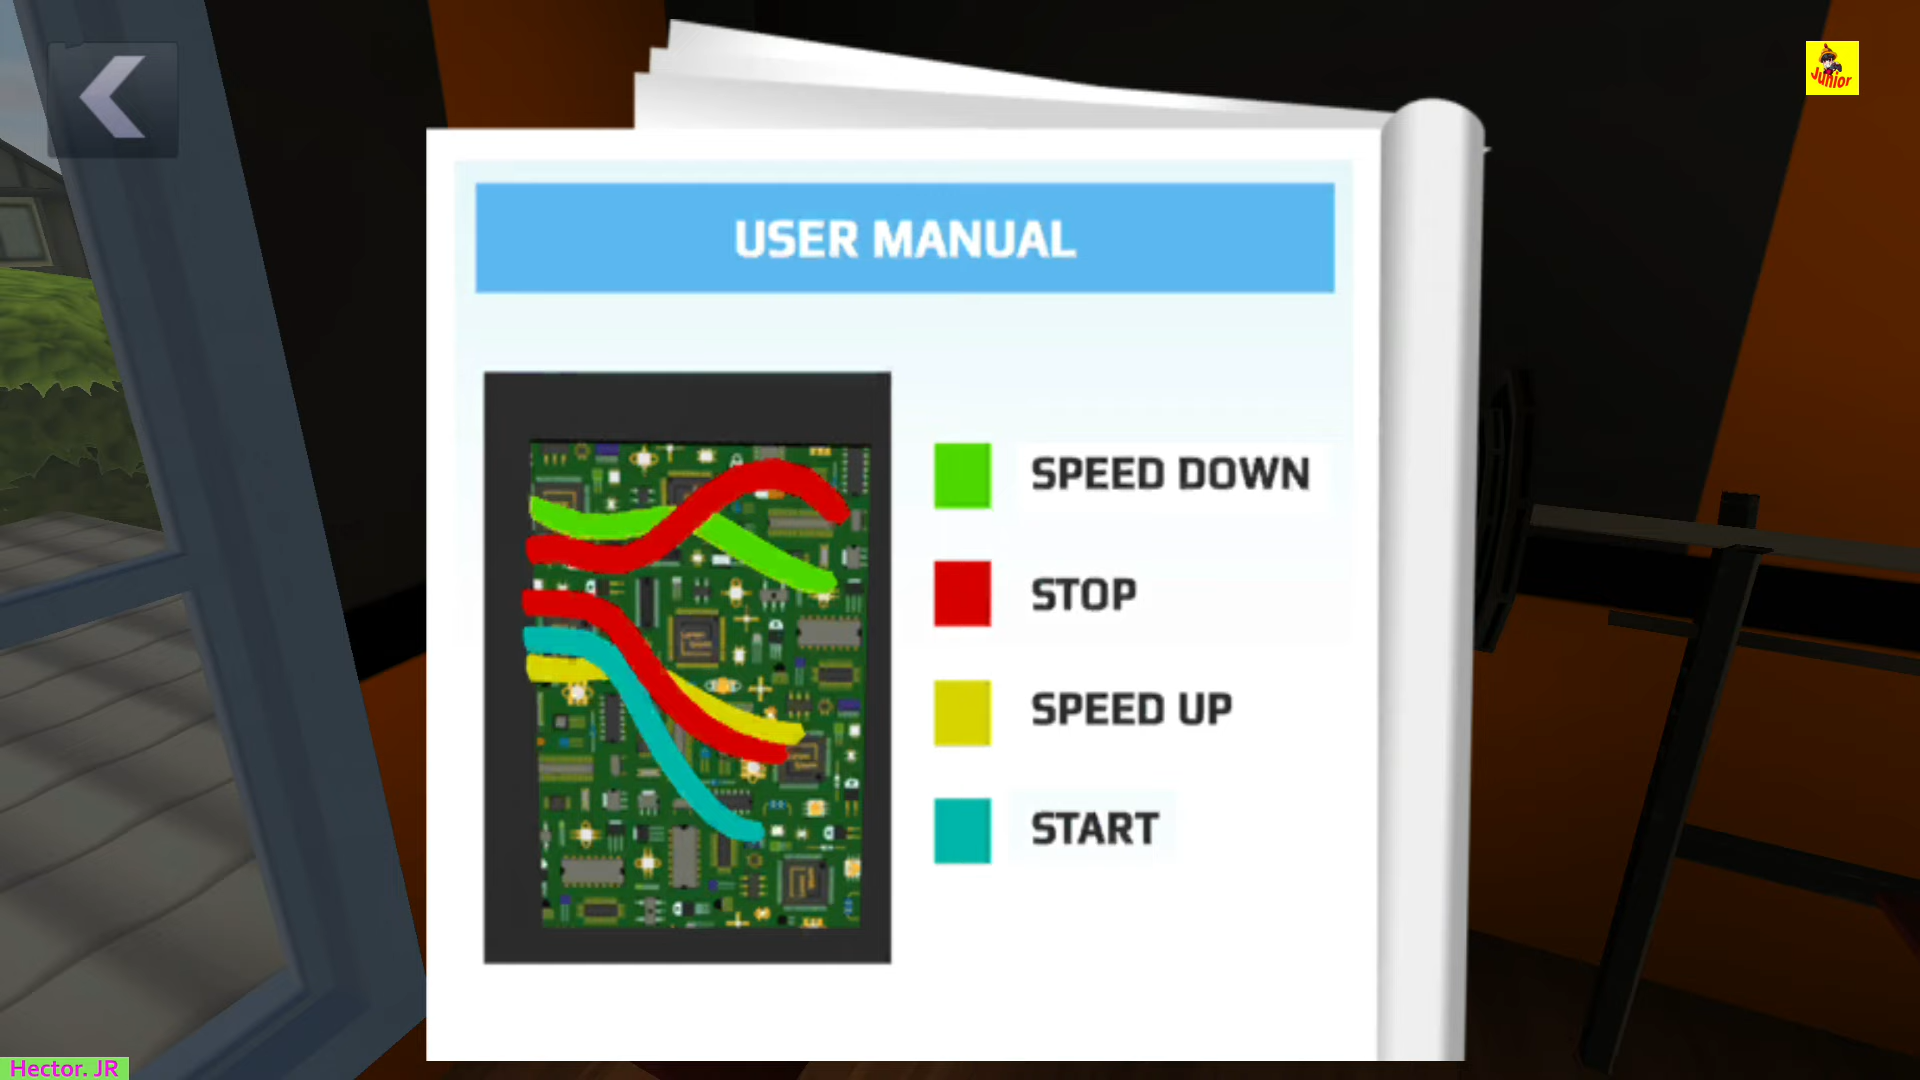 Junior
USER MANUAL
SPEED DOWN
STOP
SPEED UP
START
Hector. JR